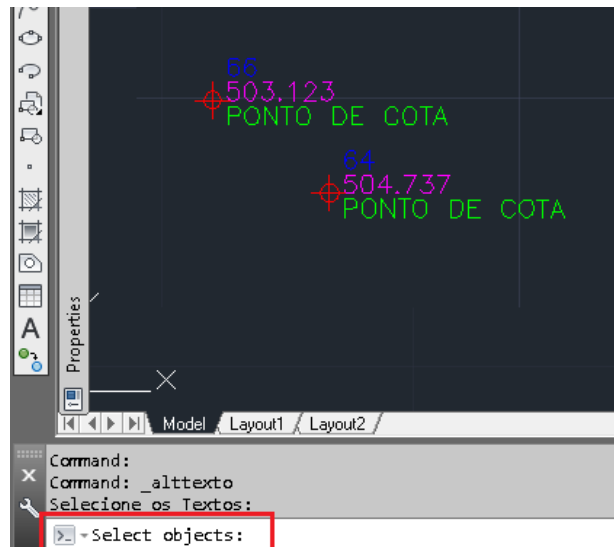 66
503.123
PONTO DE COTA
64
504.737
PONTO DE COTA
A
Properties
Model Layout1 Layout2
Command:
Command: _alttexto
Selecione os Textos:
Select objects: